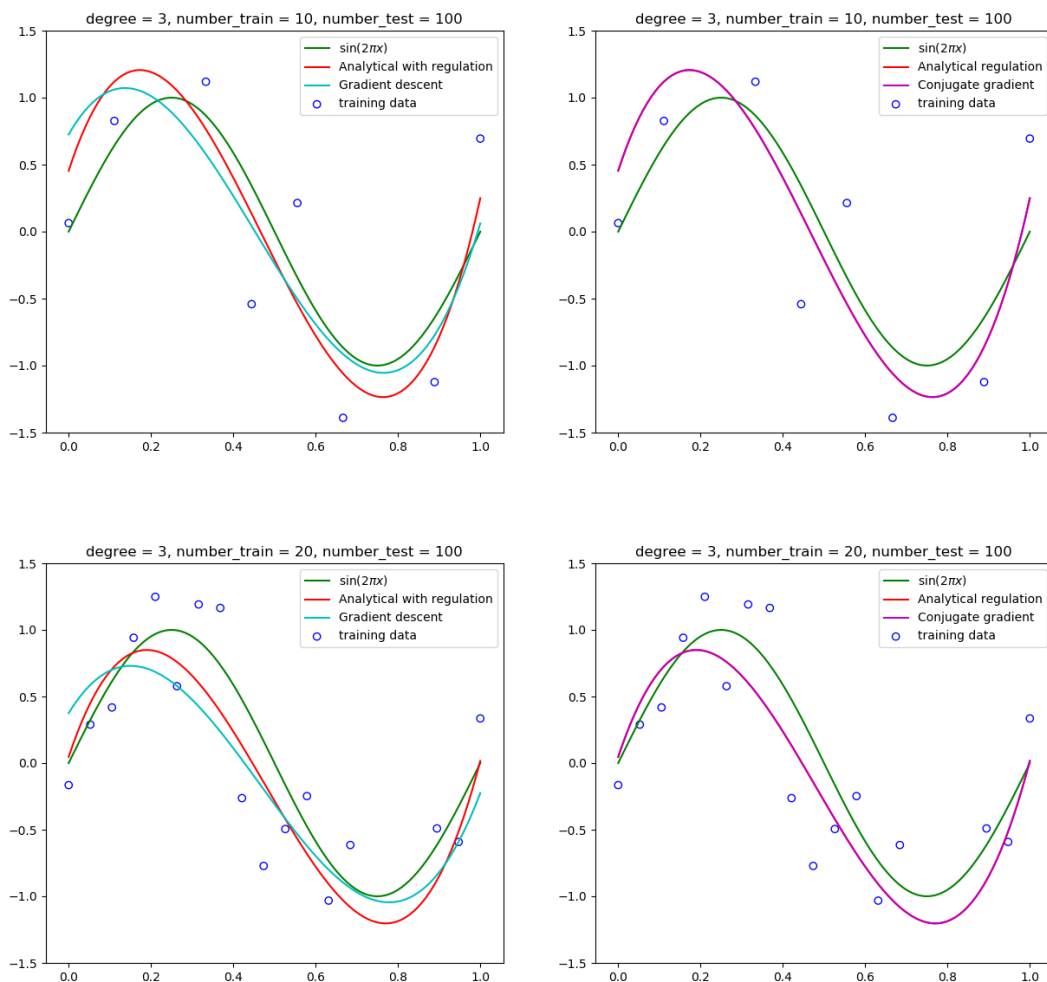 degree = 3, number_train = 10, number_test = 100
1.5
1.0
0.5
0.0
−0.5
−1.0
−1.5
0.0 0.2 0.4 0.6 0.8 1.0
sin(2πx)
Analytical with regulation
Gradient descent
training data
degree = 3, number_train = 10, number_test = 100
1.5
1.0
0.5
0.0
−0.5
−1.0
−1.5
0.0 0.2 0.4 0.6 0.8 1.0
sin(2πx)
Analytical regulation
Conjugate gradient
training data
degree = 3, number_train = 20, number_test = 100
1.5
1.0
0.5
0.0
−0.5
−1.0
−1.5
0.0 0.2 0.4 0.6 0.8 1.0
sin(2πx)
Analytical with regulation
Gradient descent
training data
degree = 3, number_train = 20, number_test = 100
1.5
1.0
0.5
0.0
−0.5
−1.0
−1.5
0.0 0.2 0.4 0.6 0.8 1.0
sin(2πx)
Analytical regulation
Conjugate gradient
training data